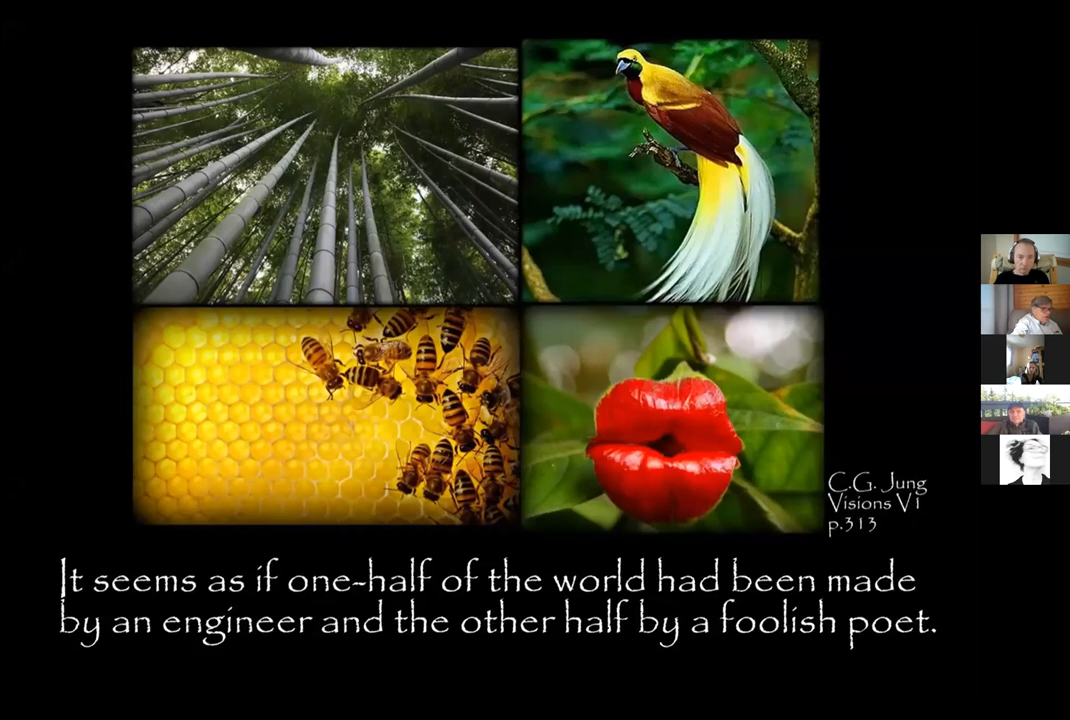 C.G. Jung
Visions V1
p.313
It seems as if one-half of the world had been made
by an engineer and the other half by a foolish poet.